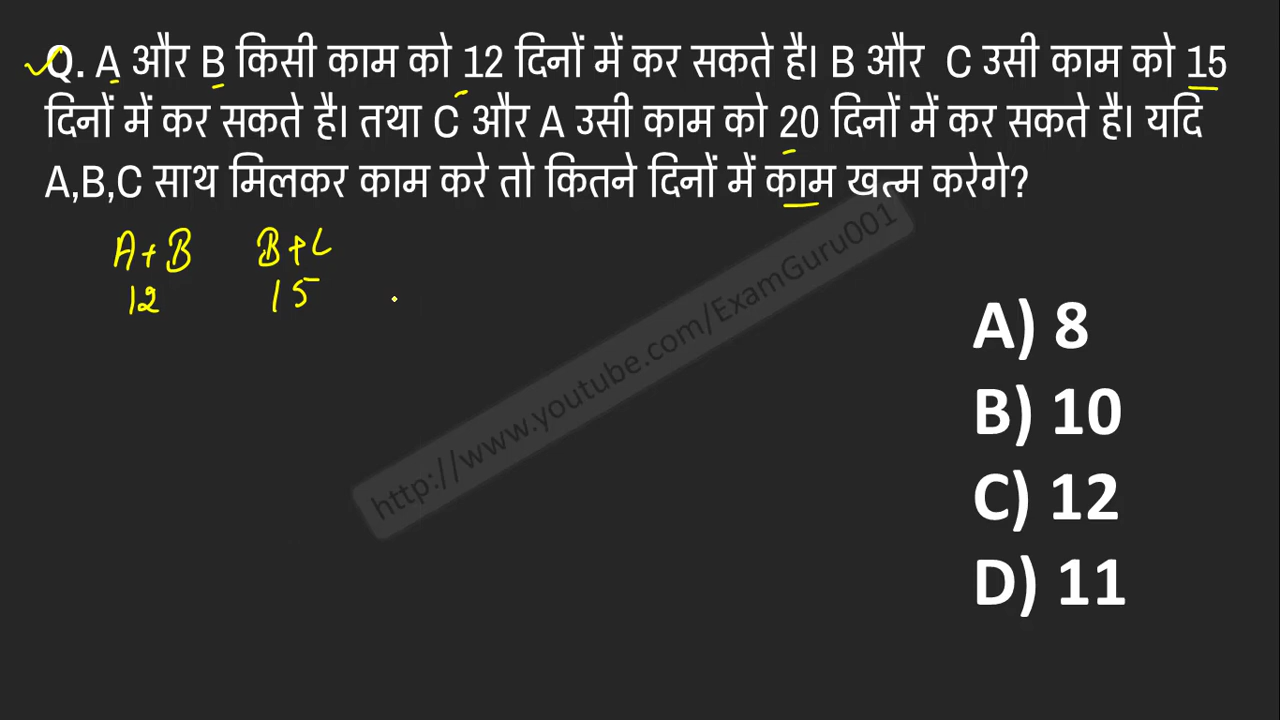 Q. A और B किसी काम को 12 दिनों में कर सकते है। B और C उसी काम को 15
दिनों में कर सकते है। तथा C और A उसी काम को 20 दिनों में कर सकते है। यदि
A,B,C साथ मिलकर काम करे तो कितने दिनों में काम खत्म करेगे?
A+B B+C
12 15
http://www.youtube.com/ExamGuru001
A) 8
B) 10
C) 12
D) 11